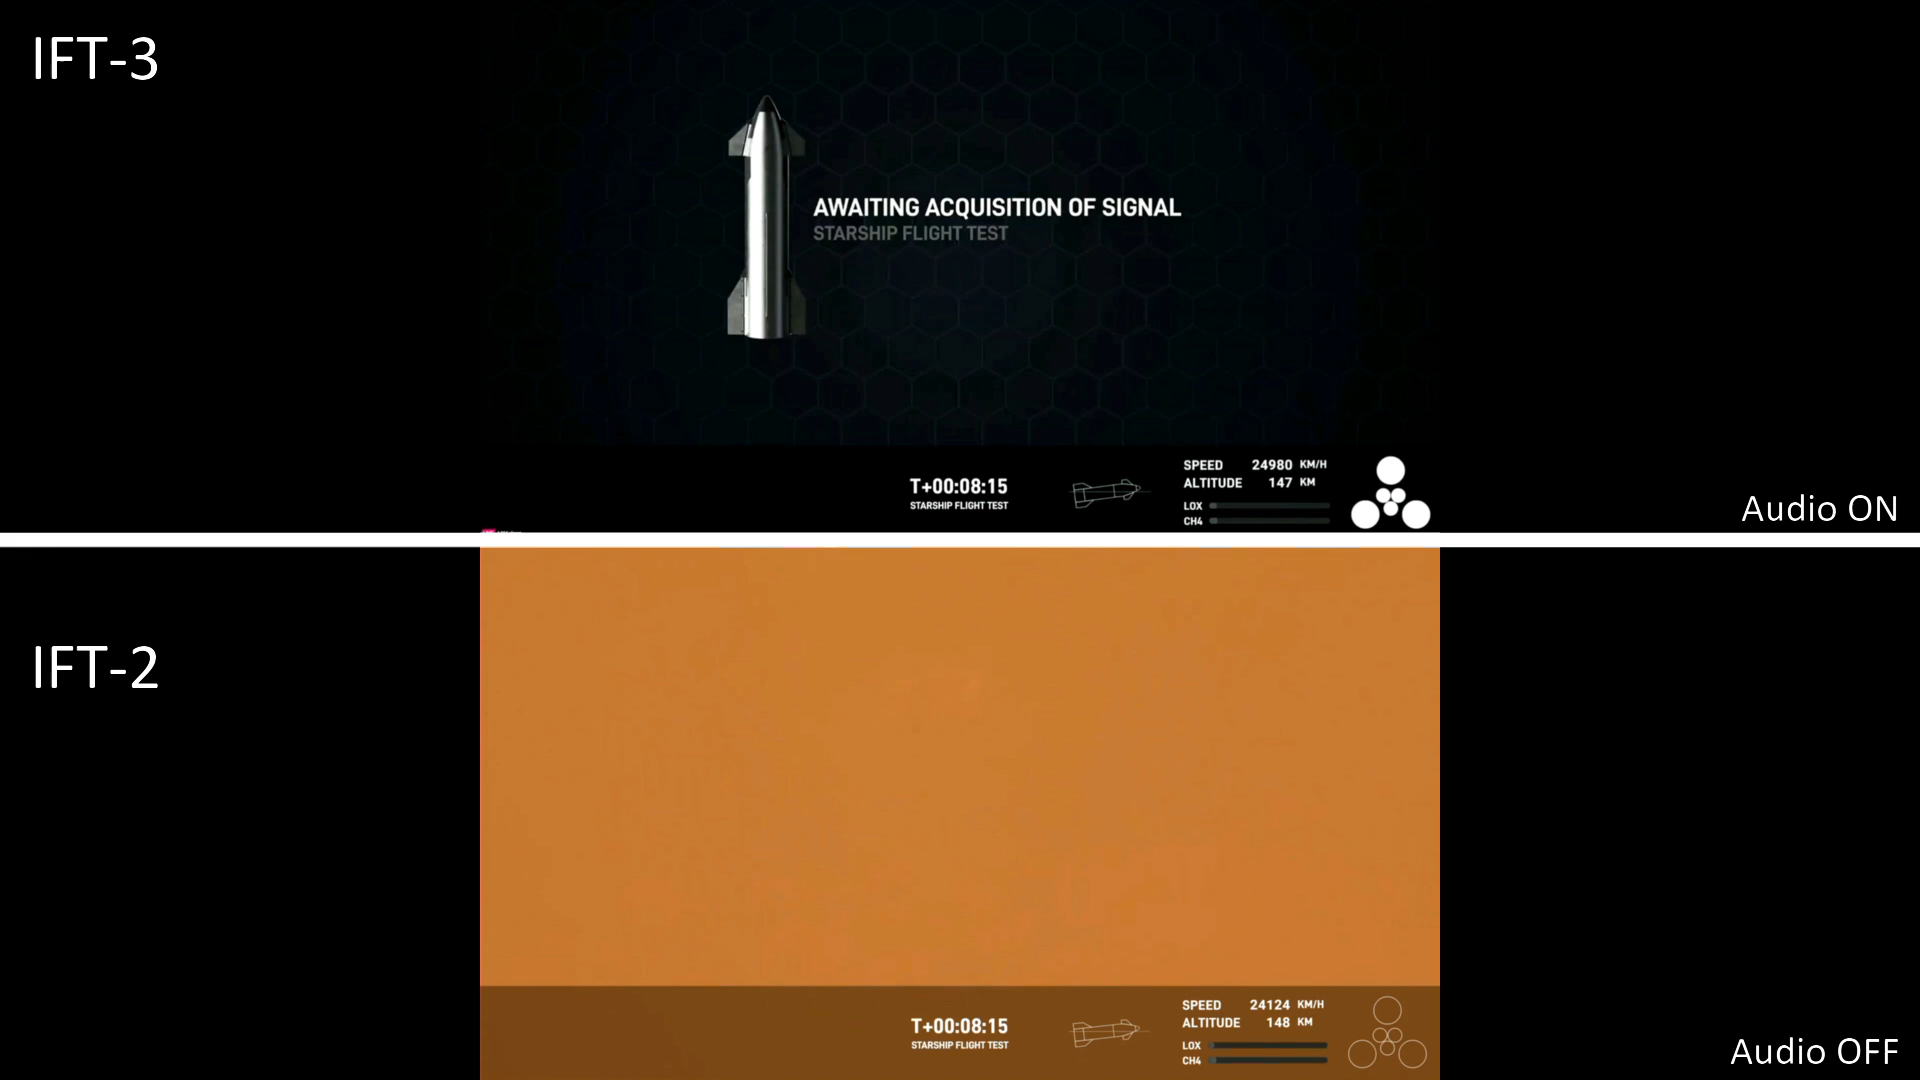 IFT-3
AWAITING ACQUISITION OF SIGNAL
STARSHIP FLIGHT TEST
T+00:08:15
STARSHIP FLIGHT TEST
SPEED 24980 KM/H
ALTITUDE 147 KM
LOX
CH4
Audio ON
IFT-2
T+00:08:15
STARSHIP FLIGHT TEST
SPEED 24124 KM/H
ALTITUDE 148 KM
LOX
CH4
Audio OFF